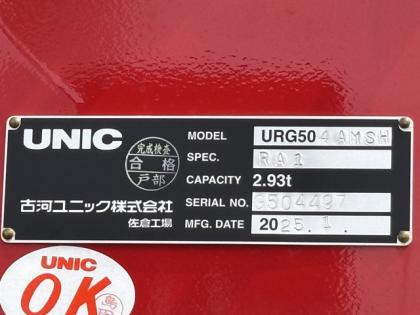 UNIC
完成検査
合格
戸部
古河ユニック株式会社
佐倉工場
MODEL URG504AMSH
SPEC. RA1
CAPACITY 2.93t
SERIAL NO. G504497
MFG. DATE 2025.1.
UNIC
OK